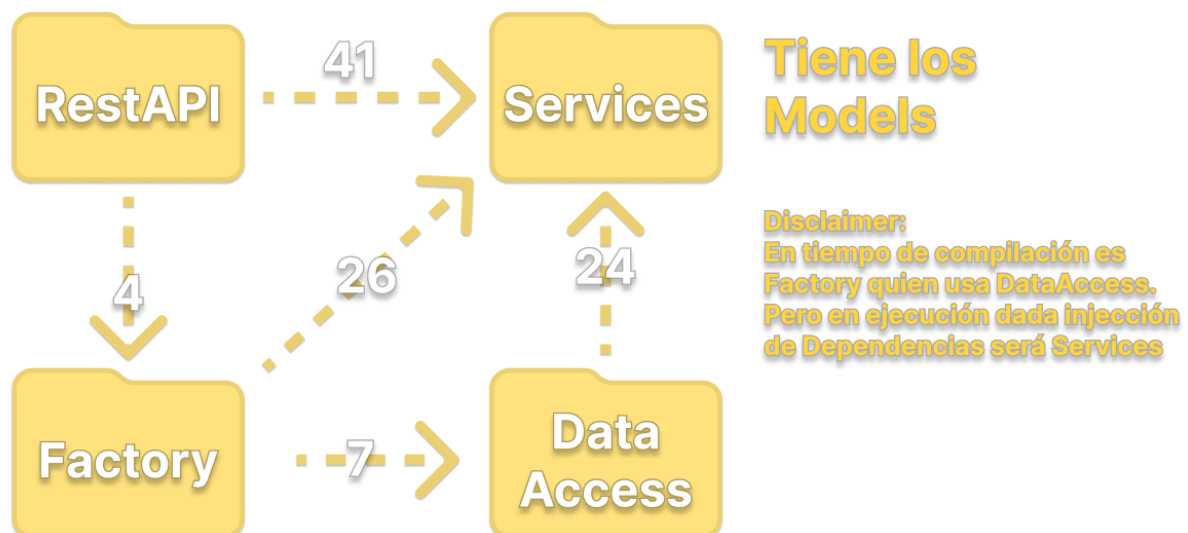 RestAPI
41
Services
Tiene los
Models
4
26
24
Disclaimer:
En tiempo de compilación es
Factory quien usa DataAccess.
Pero en ejecución dada injección
de Dependencias será Services
Factory
7
Data
Access